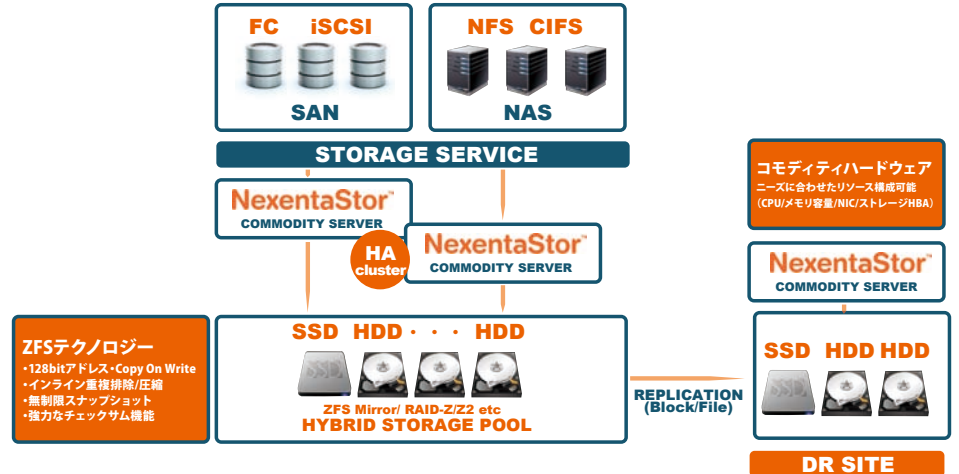 FC iSCSI
SAN
NFS CIFS
NAS
STORAGE SERVICE
NexentaStor™
COMMODITY SERVER
HA
cluster
NexentaStor™
COMMODITY SERVER
コモディティハードウェア
ニーズに合わせたリソース構成可能
(CPU/メモリ容量/NIC/ストレージHBA)
NexentaStor™
COMMODITY SERVER
ZFSテクノロジー
・128bitアドレス・Copy On Write
・インライン重複排除/圧縮
・無制限スナップショット
・強力なチェックサム機能
SSD HDD・・・HDD
SSD
ZFS Mirror/ RAID-Z/Z2 etc
HYBRID STORAGE POOL
REPLICATION
(Block/File)
SSD HDD HDD
SSD
DR SITE